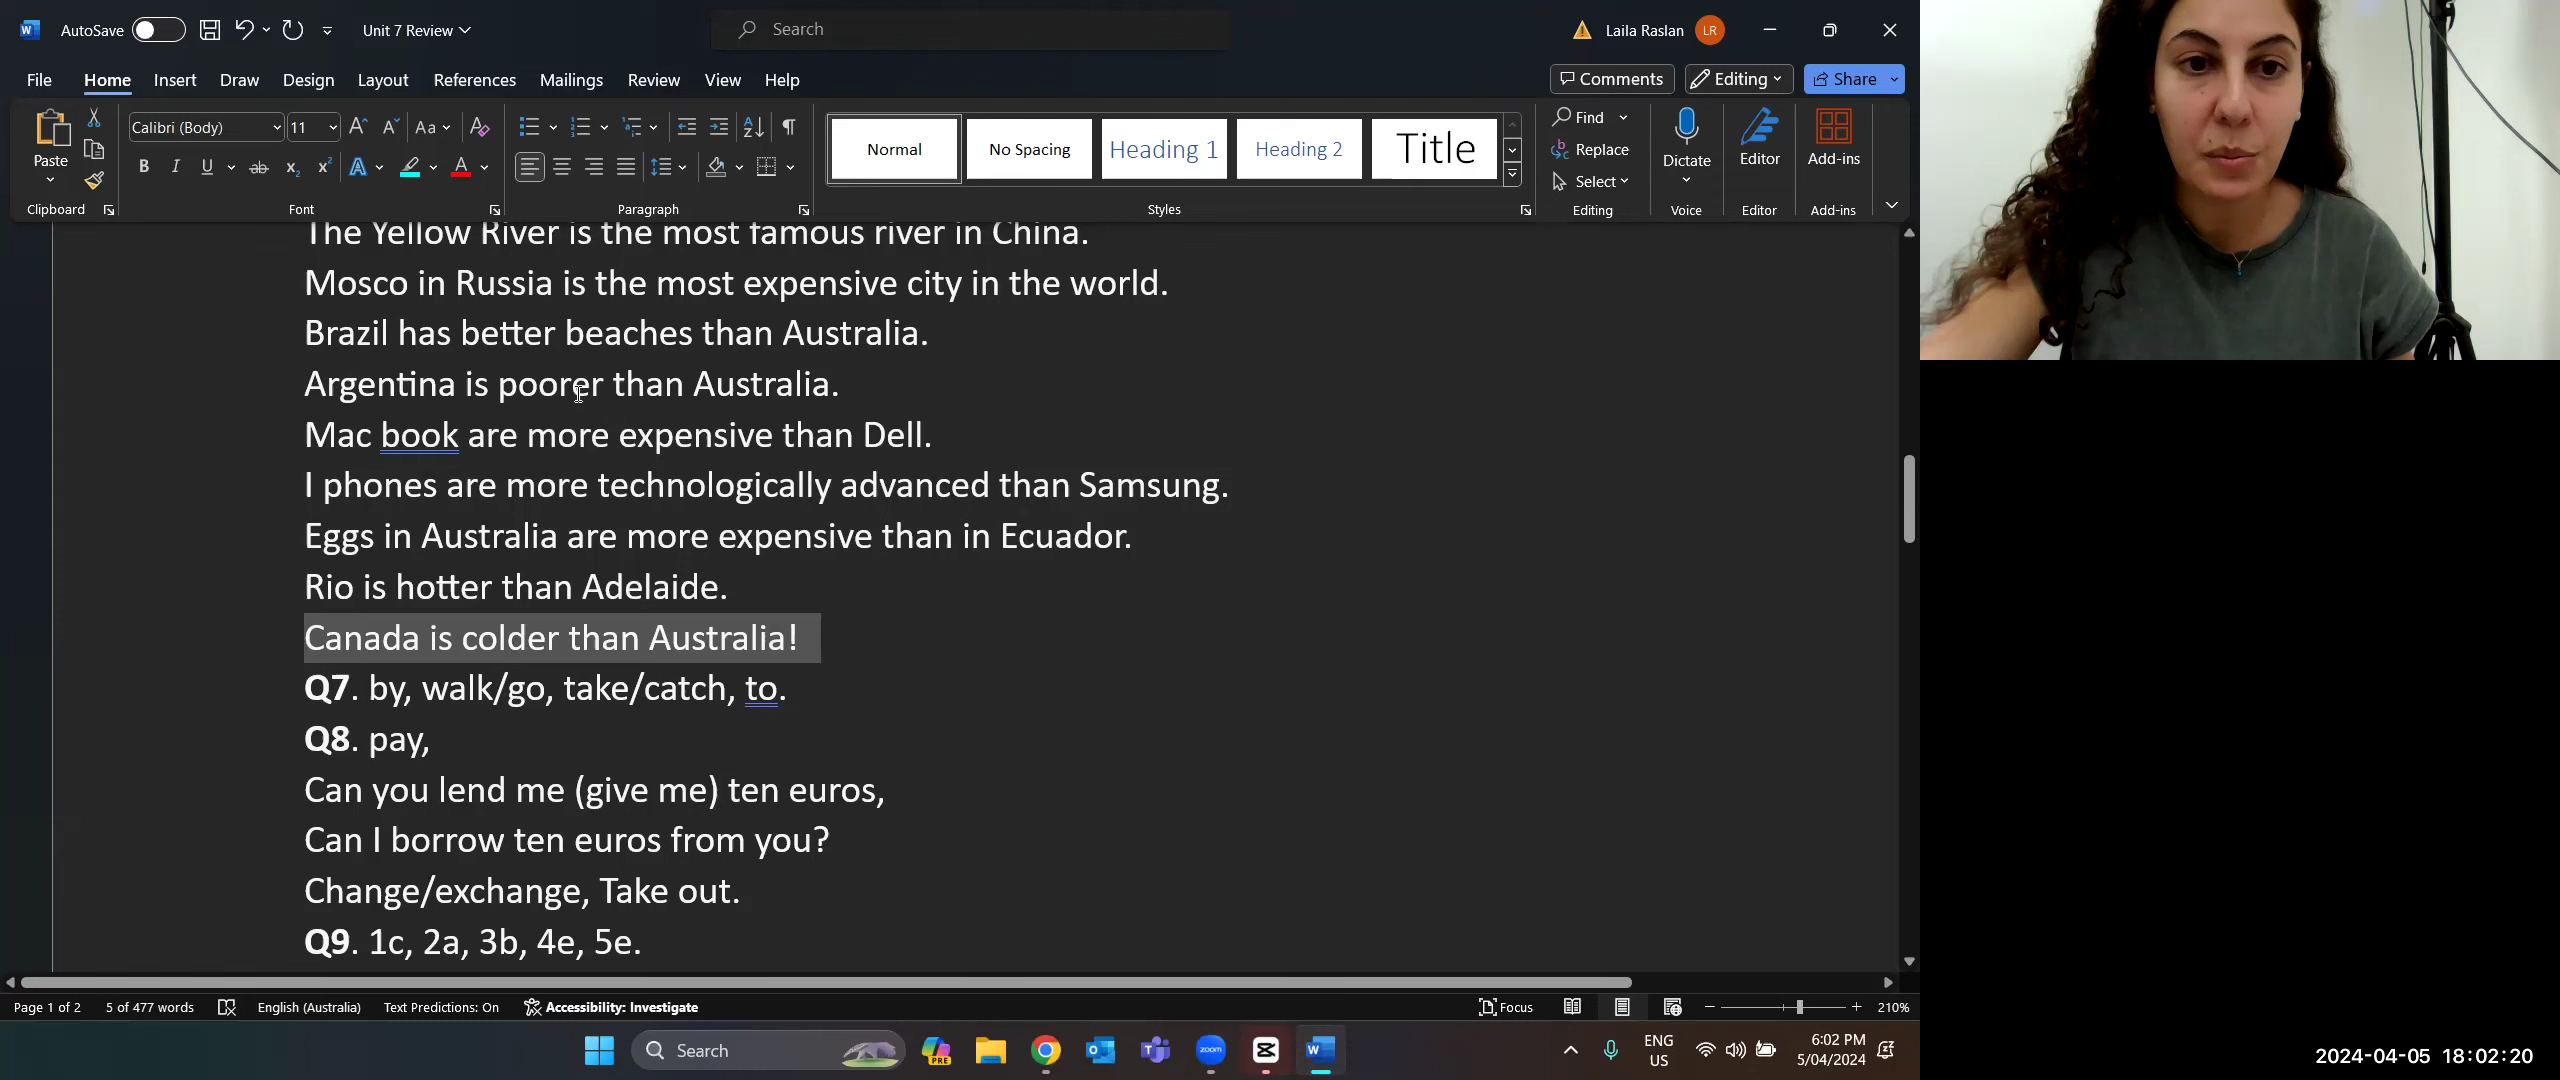 AutoSave
Unit 7 Review
Search
Laila Raslan
LR
File Home Insert Draw Design Layout References Mailings Review View Help
Comments
Editing
Share
Paste
Calibri (Body)
11
Aa
B I U ab x₂ x² A A
Normal
No Spacing
Heading 1
Heading 2
Title
Find
Replace
Select
Dictate
Editor
Add-ins
Clipboard
Font
Paragraph
Styles
Editing
Voice
Editor
Add-ins
The Yellow River is the most famous river in China.
Mosco in Russia is the most expensive city in the world.
Brazil has better beaches than Australia.
Argentina is poorer than Australia.
Mac book are more expensive than Dell.
I phones are more technologically advanced than Samsung.
Eggs in Australia are more expensive than in Ecuador.
Rio is hotter than Adelaide.
Canada is colder than Australia!
Q7. by, walk/go, take/catch, to.
Q8. pay,
Can you lend me (give me) ten euros,
Can I borrow ten euros from you?
Change/exchange, Take out.
Q9. 1c, 2a, 3b, 4e, 5e.
Page 1 of 2 5 of 477 words English (Australia) Text Predictions: On Accessibility: Investigate
Focus
210%
Search
PRE
zoom
ENG
US
6:02 PM
5/04/2024
2024-04-05 18:02:20